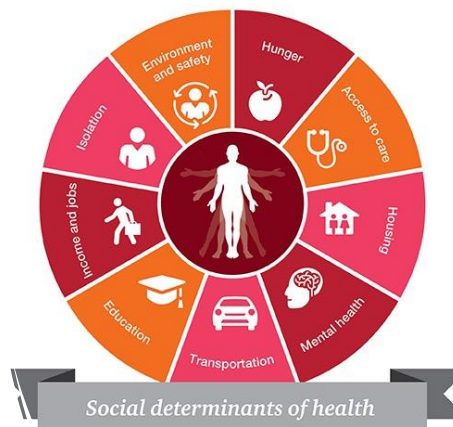 Hunger
Access to care
Housing
Mental health
Transportation
Education
Income and jobs
Isolation
Environment
and safety
Social determinants of health